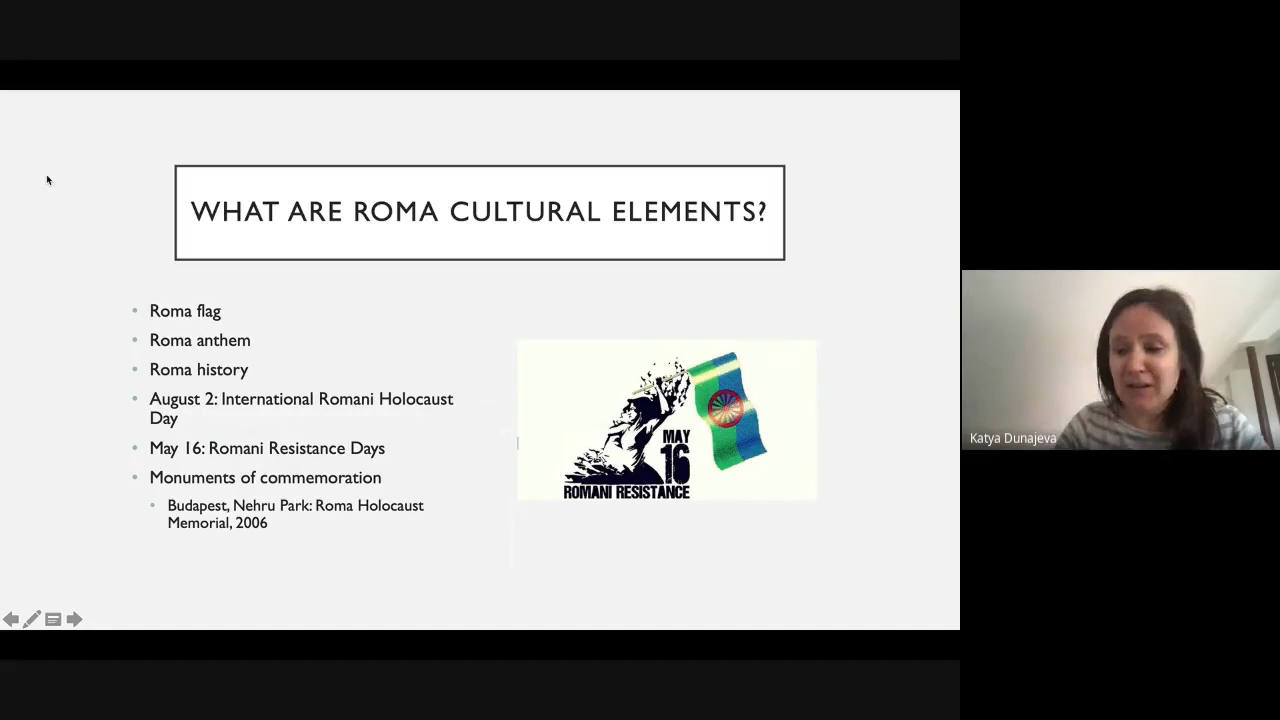 WHAT ARE ROMA CULTURAL ELEMENTS?
• Roma flag
• Roma anthem
• Roma history
• August 2: International Romani Holocaust
Day
• May 16: Romani Resistance Days
• Monuments of commemoration
• Budapest, Nehru Park: Roma Holocaust
Memorial, 2006
MAY
16
ROMANI RESISTANCE
Katya Dunajeva